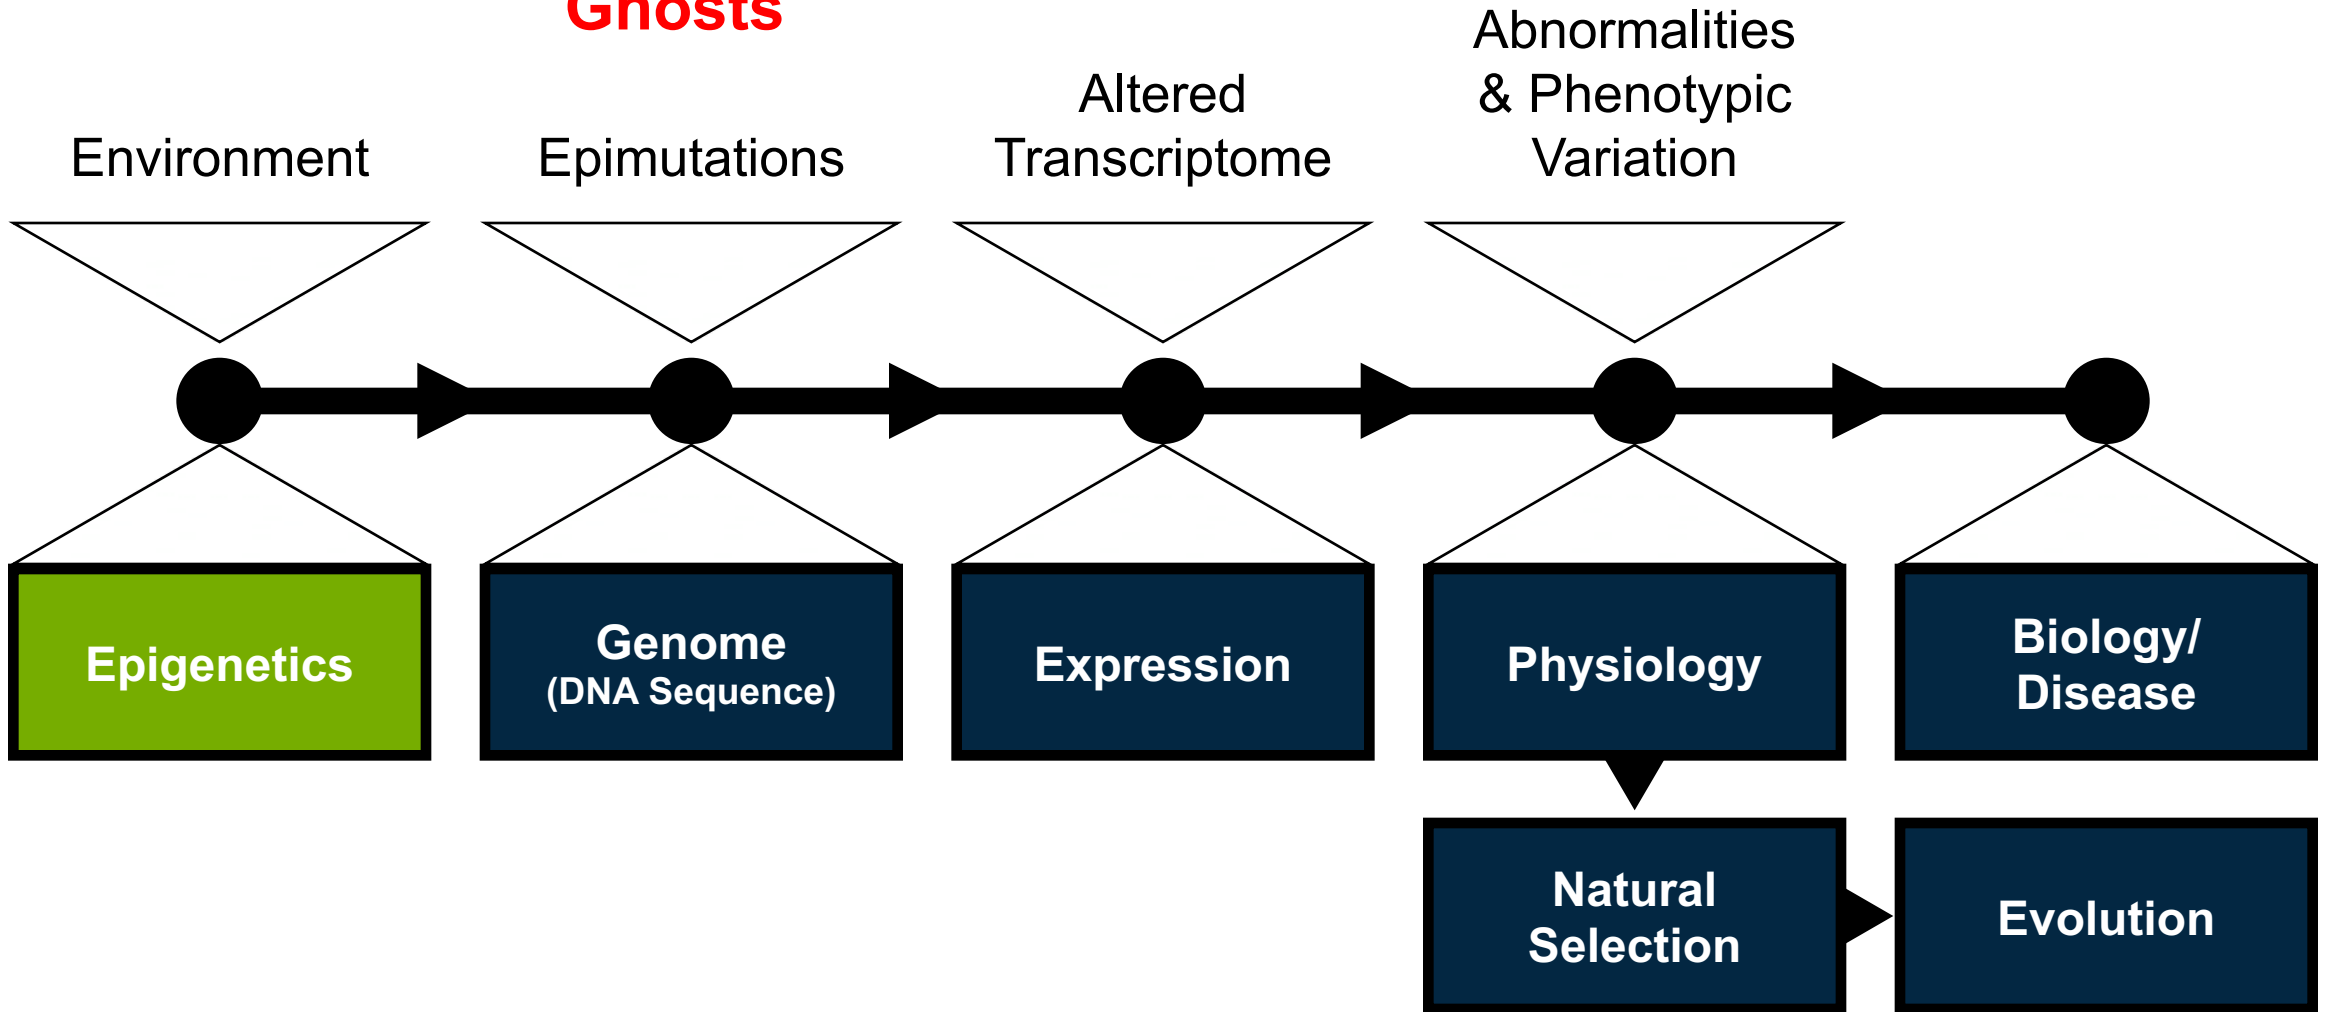 Ghosts
Abnormalities
& Phenotypic
Variation
Altered
Transcriptome
Environment
Epimutations
Epigenetics
Genome
(DNA Sequence)
Expression
Physiology
Biology/
Disease
Natural
Selection
Evolution